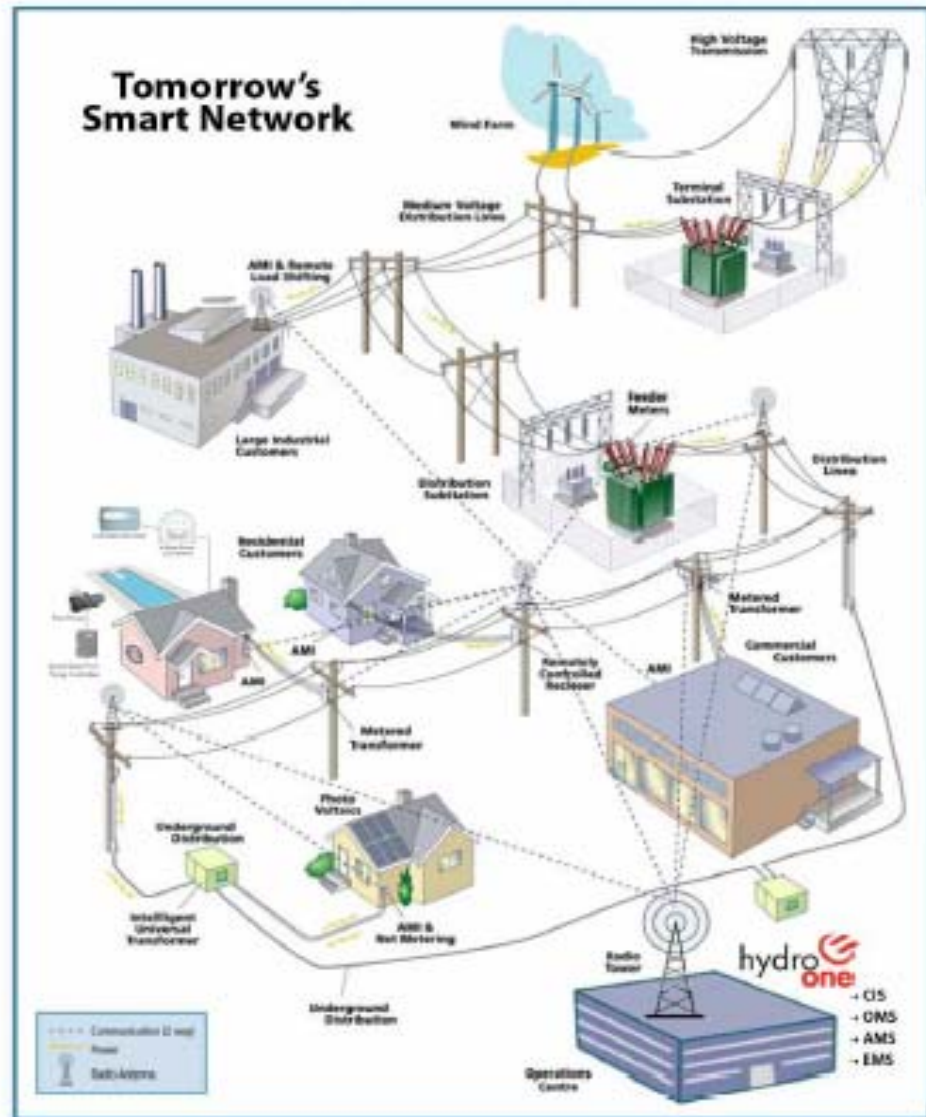 Tomorrow's
Smart Network
High Voltage
Transmission
Wind Farm
Terminal
Substation
Medium Voltage
Distribution Lines
AMI & Remote
Load Shifting
Large Industrial
Customers
Feeder
Meters
Distribution
Substation
Distribution
Lines
Residential
Customers
AMI
AMI
Metered
Transformer
Remotely
Controlled
Recloser
Metered
Transformer
Commercial
Customers
AMI
Photo
Voltaics
Underground
Distribution
Intelligent
Universal
Transformer
AMI &
Net Metering
Underground
Distribution
Radio
Tower
Operations
Centre
hydro
one
→ CIS
→ OMS
→ AMS
→ EMS
Communication (2 way)
Power
Radio Antenna